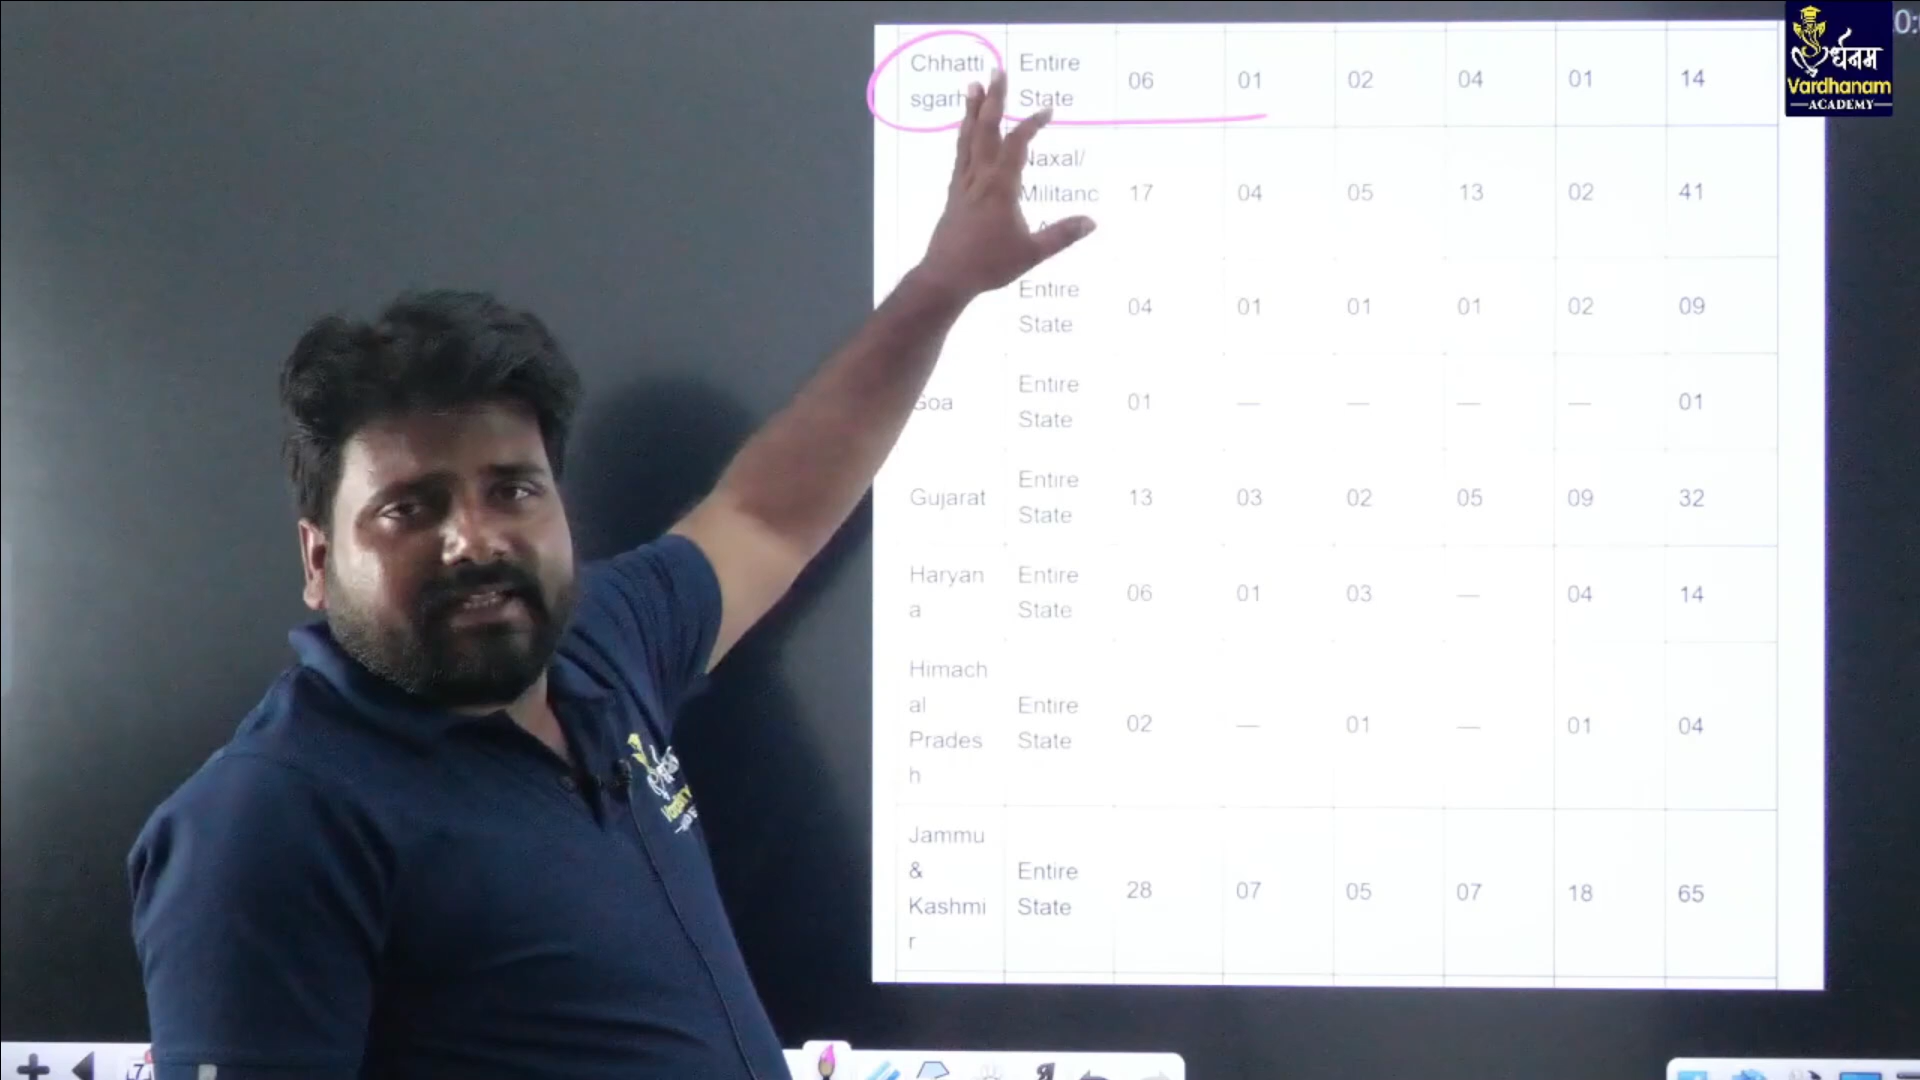 Chhatti Entire
sgarh State 06 01 02 04 01 14
Naxal/
Militanc 17 04 05 13 02 41
Entire
State 04 01 01 01 02 09
Goa Entire
State 01 — — — — 01
Gujarat Entire
State 13 03 02 05 09 32
Haryan Entire
a State 06 01 03 — 04 14
Himach
al Entire
Prades State 02 — 01 — 01 04
h
Jammu
& Entire
Kashmi State 28 07 05 07 18 65
r
र्धनम
Vardhanam
ACADEMY